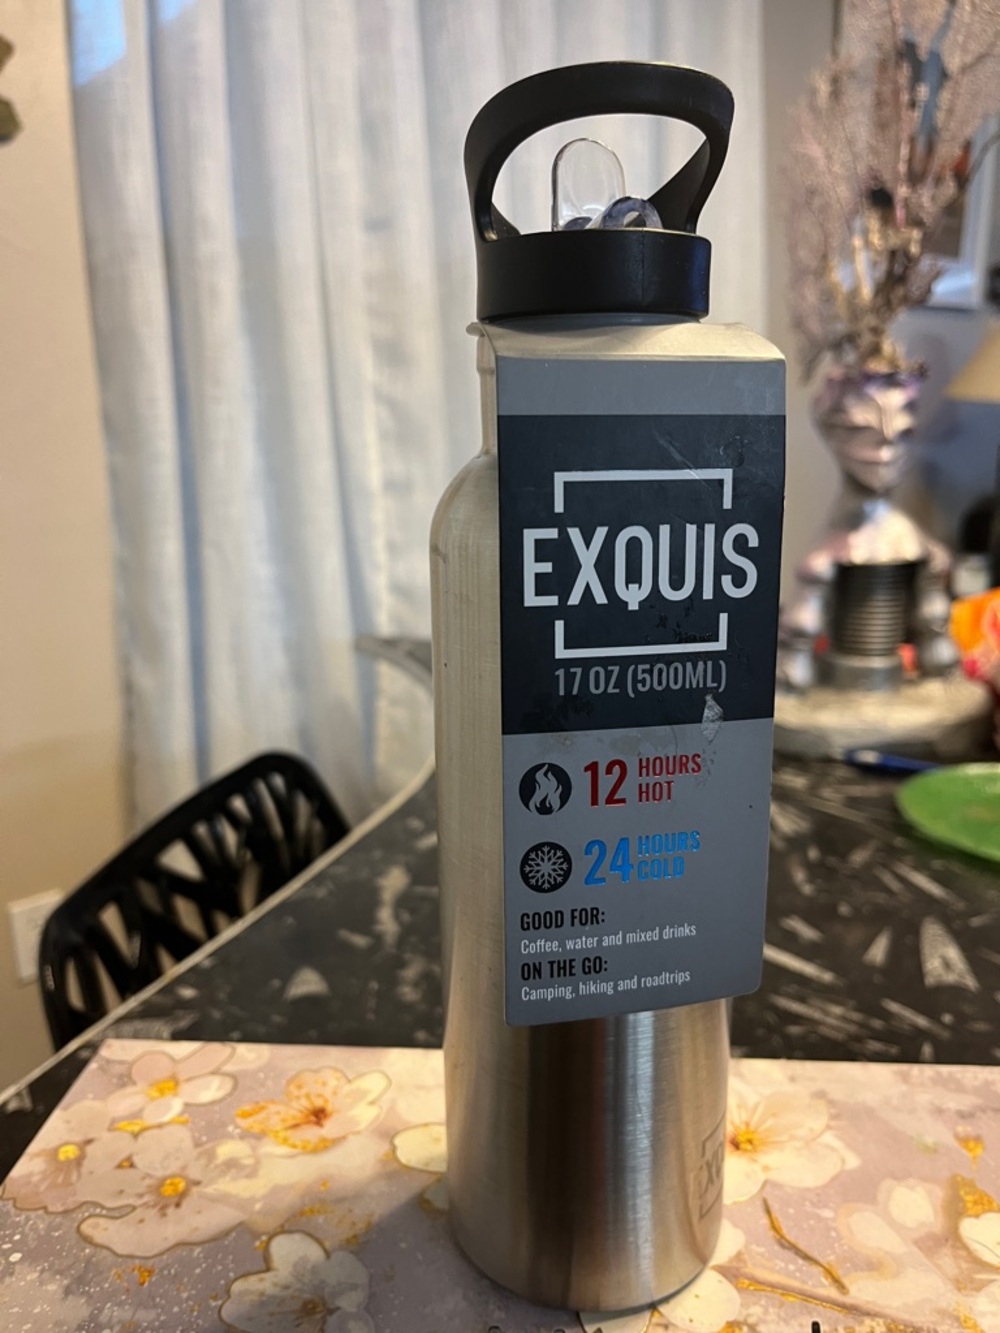 EXQUIS
17 OZ (500ML)
12 HOURS
HOT
24 HOURS
COLD
GOOD FOR:
Coffee, water and mixed drinks
ON THE GO:
Camping, hiking and roadtrips